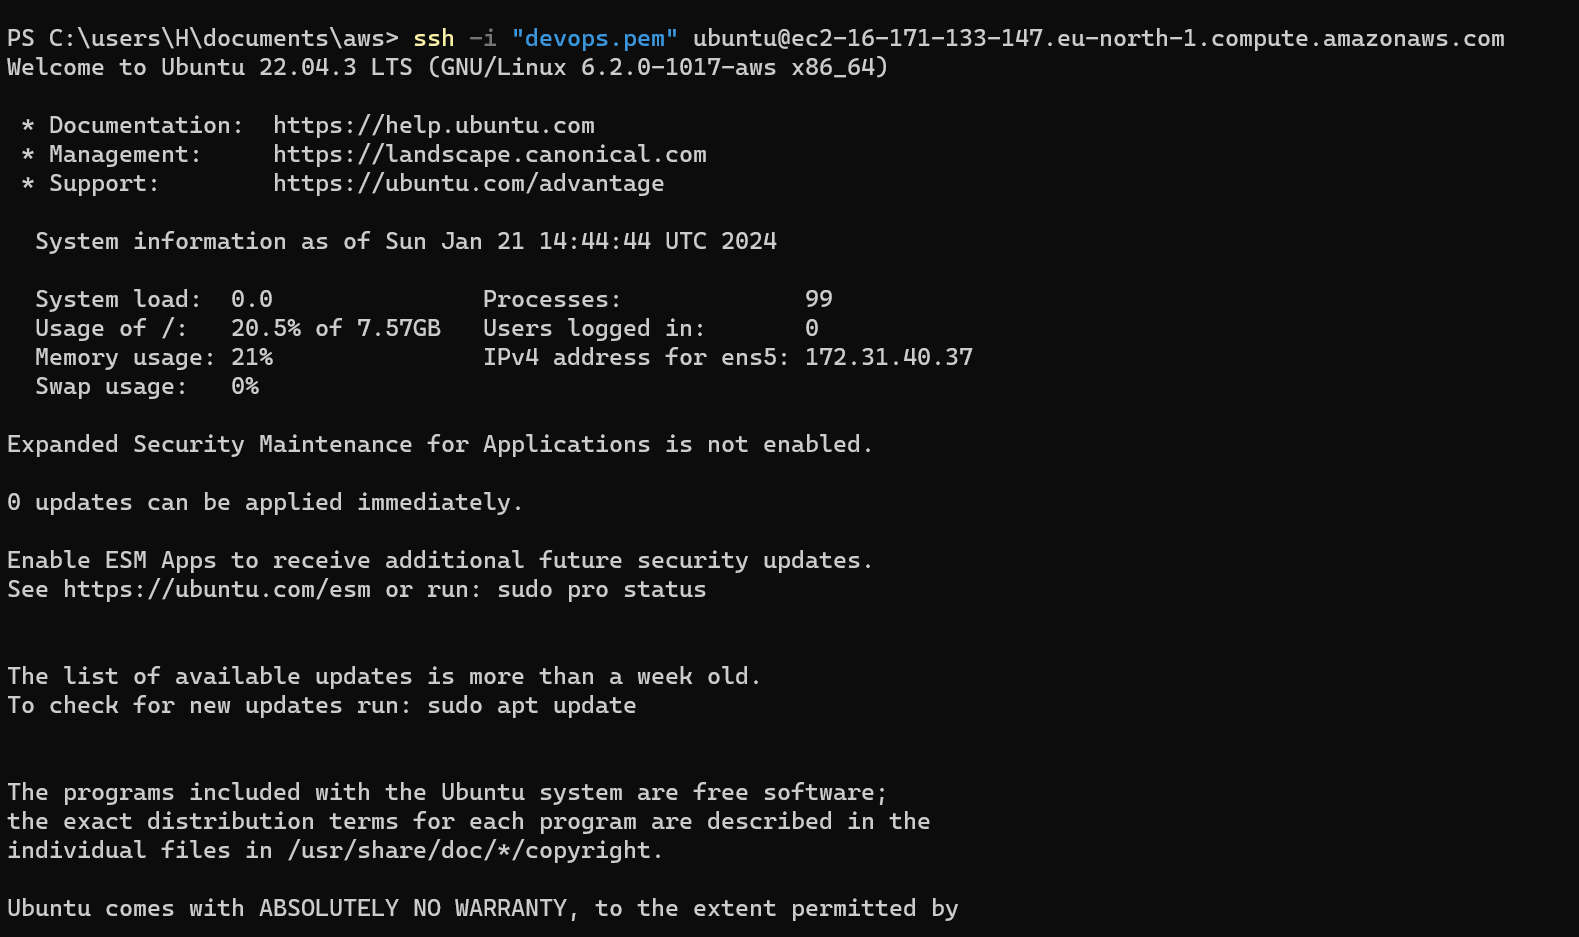 PS C:\users\H\documents\aws> ssh -i "devops.pem" ubuntu@ec2-16-171-133-147.eu-north-1.compute.amazonaws.com
Welcome to Ubuntu 22.04.3 LTS (GNU/Linux 6.2.0-1017-aws x86_64)
* Documentation:  https://help.ubuntu.com
* Management:     https://landscape.canonical.com
* Support:        https://ubuntu.com/advantage
System information as of Sun Jan 21 14:44:44 UTC 2024
System load:  0.0               Processes:             99
Usage of /:   20.5% of 7.57GB   Users logged in:       0
Memory usage: 21%               IPv4 address for ens5: 172.31.40.37
Swap usage:   0%
Expanded Security Maintenance for Applications is not enabled.
0 updates can be applied immediately.
Enable ESM Apps to receive additional future security updates.
See https://ubuntu.com/esm or run: sudo pro status
The list of available updates is more than a week old.
To check for new updates run: sudo apt update
The programs included with the Ubuntu system are free software;
the exact distribution terms for each program are described in the
individual files in /usr/share/doc/*/copyright.
Ubuntu comes with ABSOLUTELY NO WARRANTY, to the extent permitted by